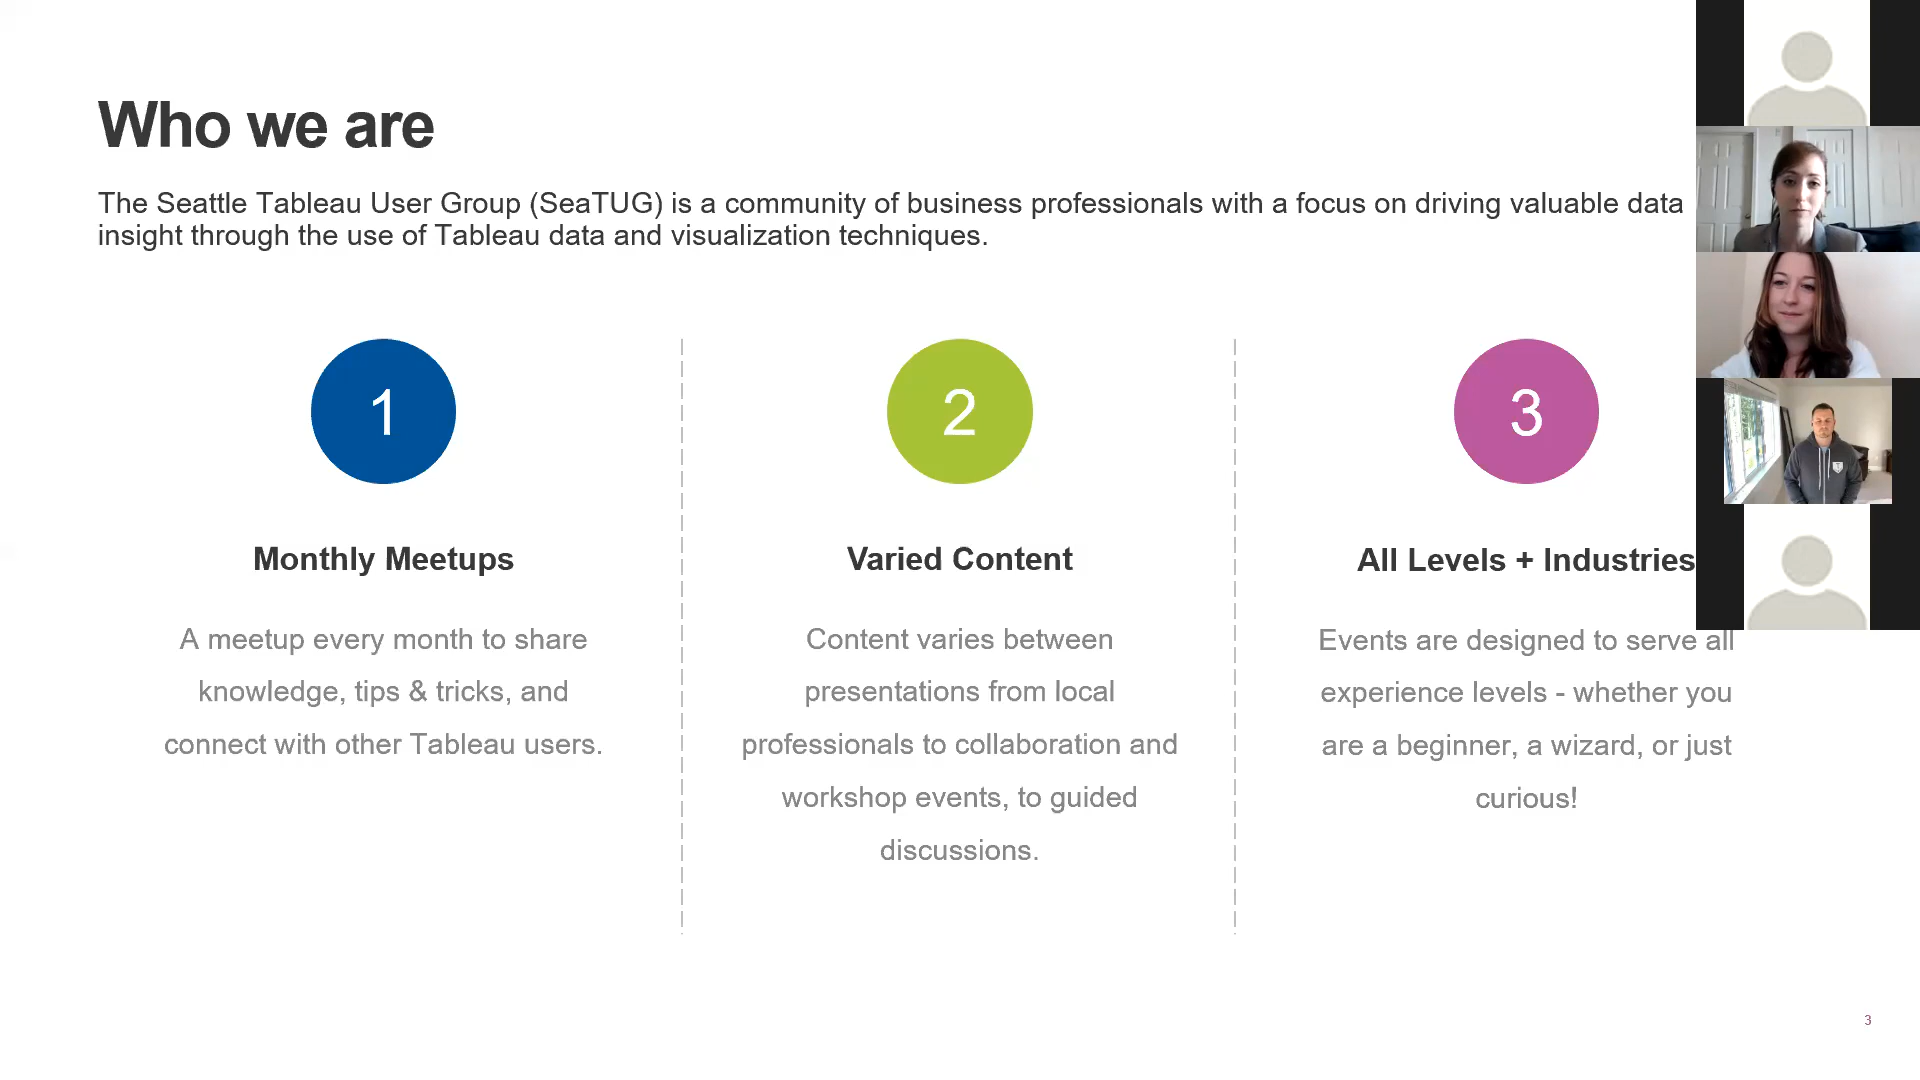 Who we are
The Seattle Tableau User Group (SeaTUG) is a community of business professionals with a focus on driving valuable data
insight through the use of Tableau data and visualization techniques.
1
Monthly Meetups
A meetup every month to share
knowledge, tips & tricks, and
connect with other Tableau users.
2
Varied Content
Content varies between
presentations from local
professionals to collaboration and
workshop events, to guided
discussions.
3
All Levels + Industries
Events are designed to serve all
experience levels - whether you
are a beginner, a wizard, or just
curious!
3